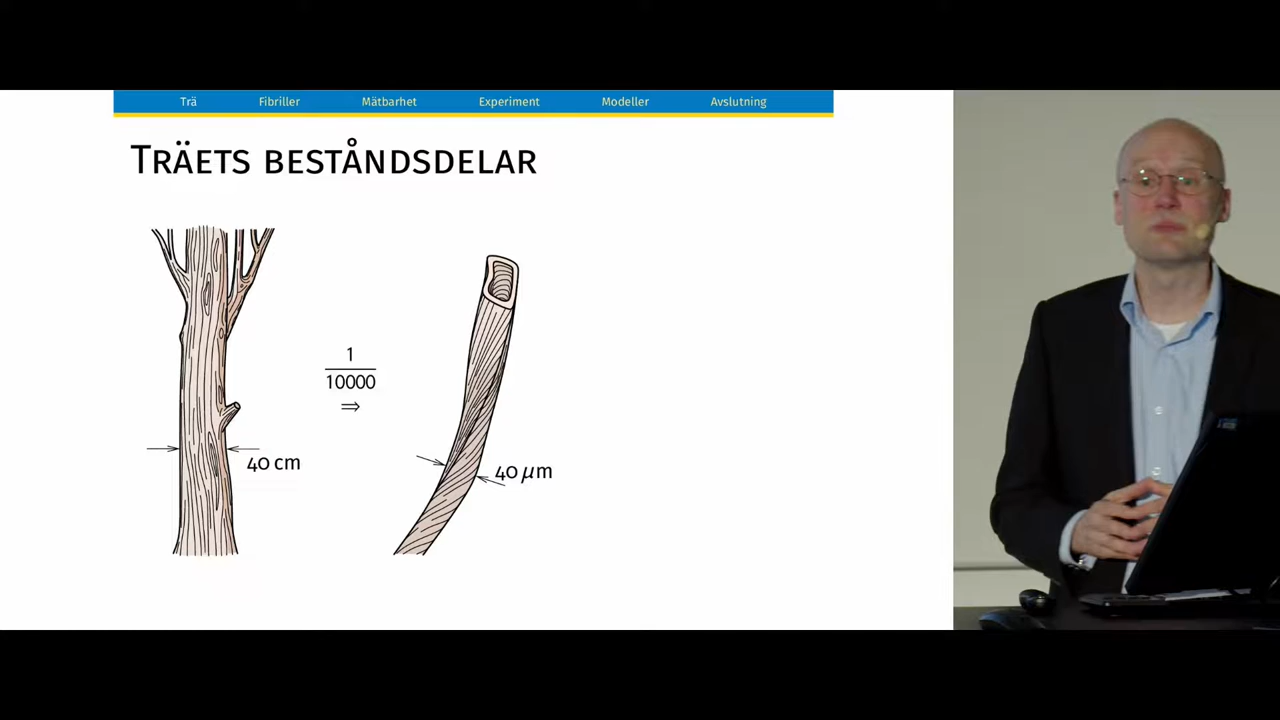 Trä Fibriller Mätbarhet Experiment Modeller Avslutning
Träets beståndsdelar
1
10000
⇒
40 cm
40 µm